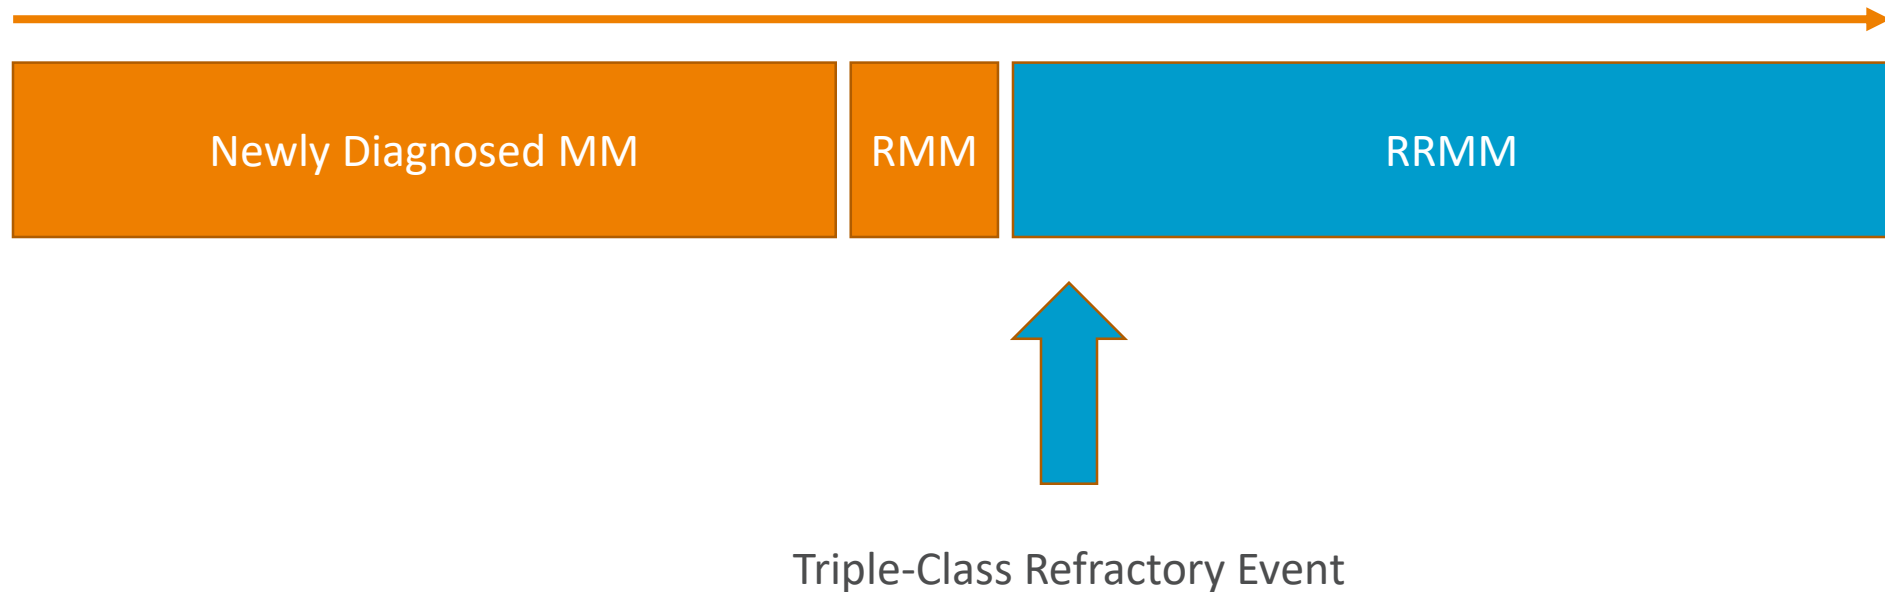 Newly Diagnosed MM
RMM
RRMM
Triple-Class Refractory Event